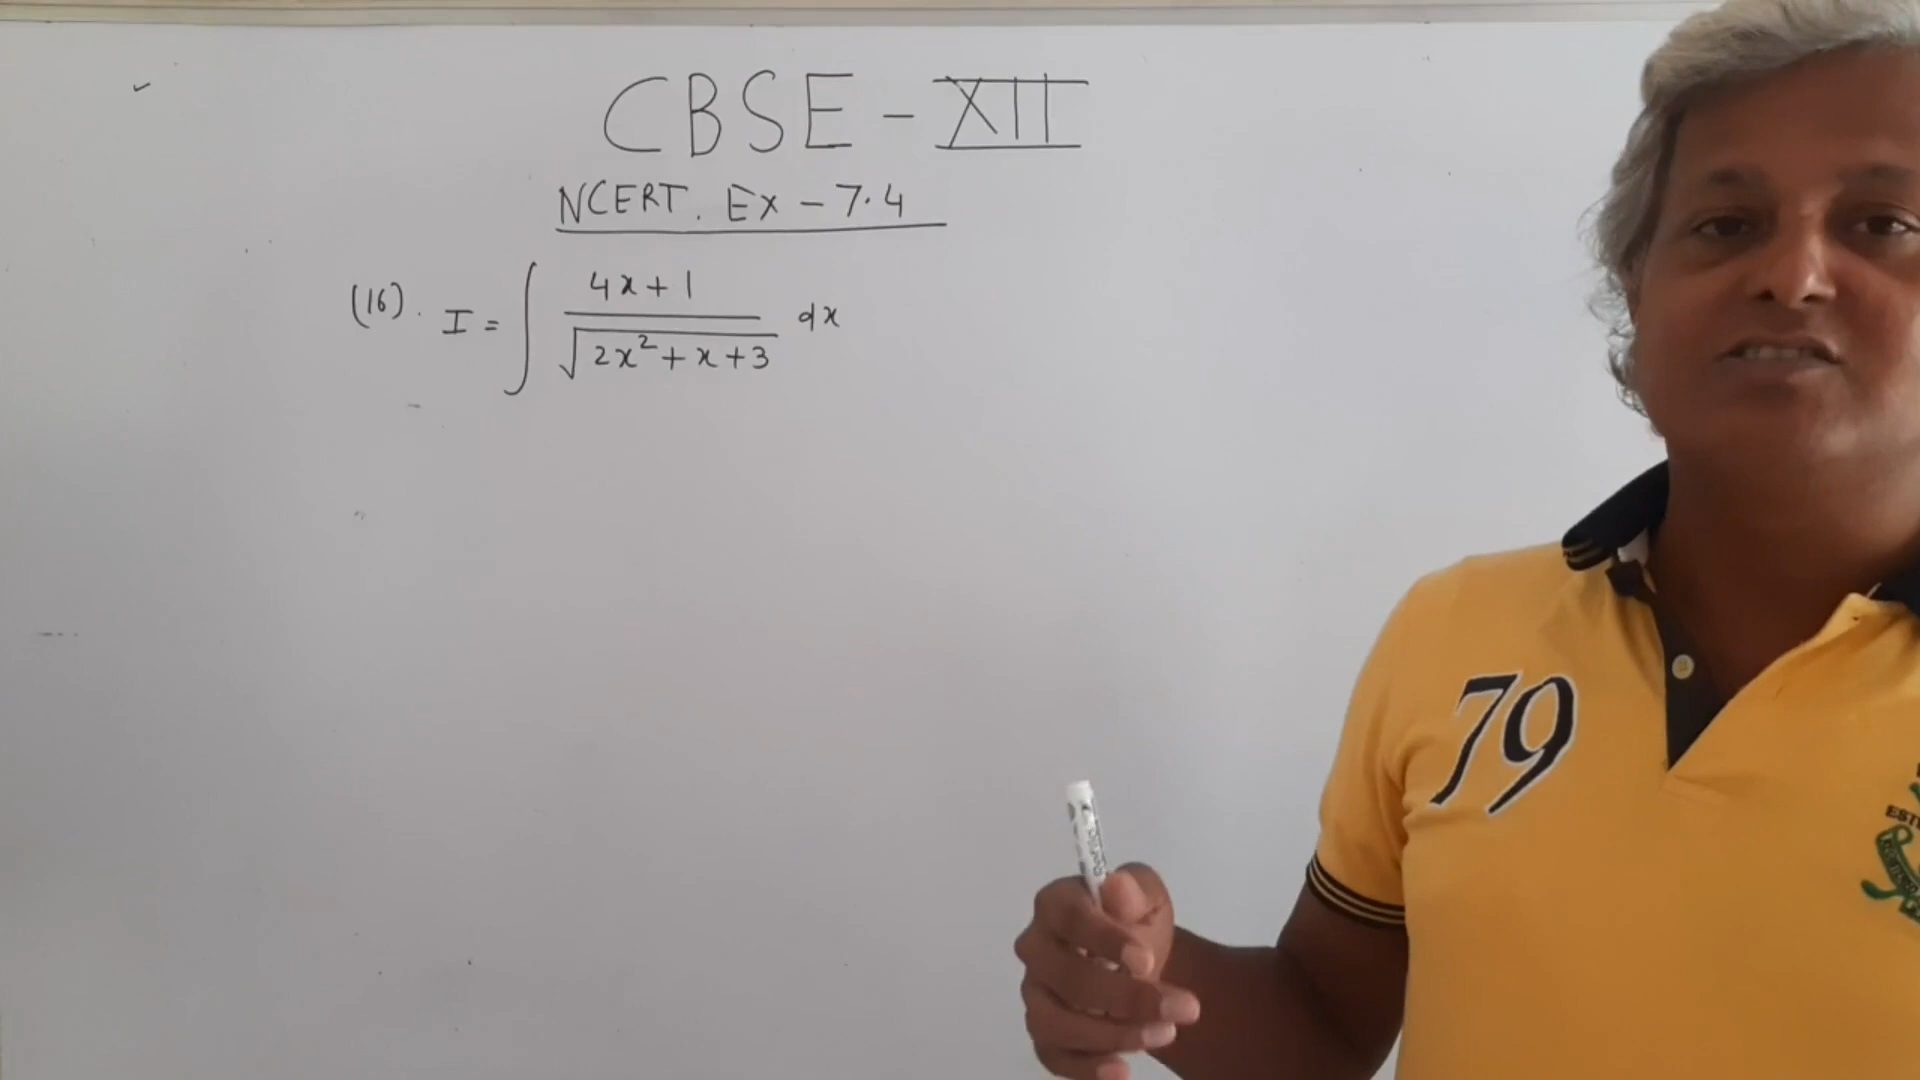 CBSE - XII
NCERT. Ex - 7.4
(16). I = ∫ (4x+1)/√(2x²+x+3) dx
79